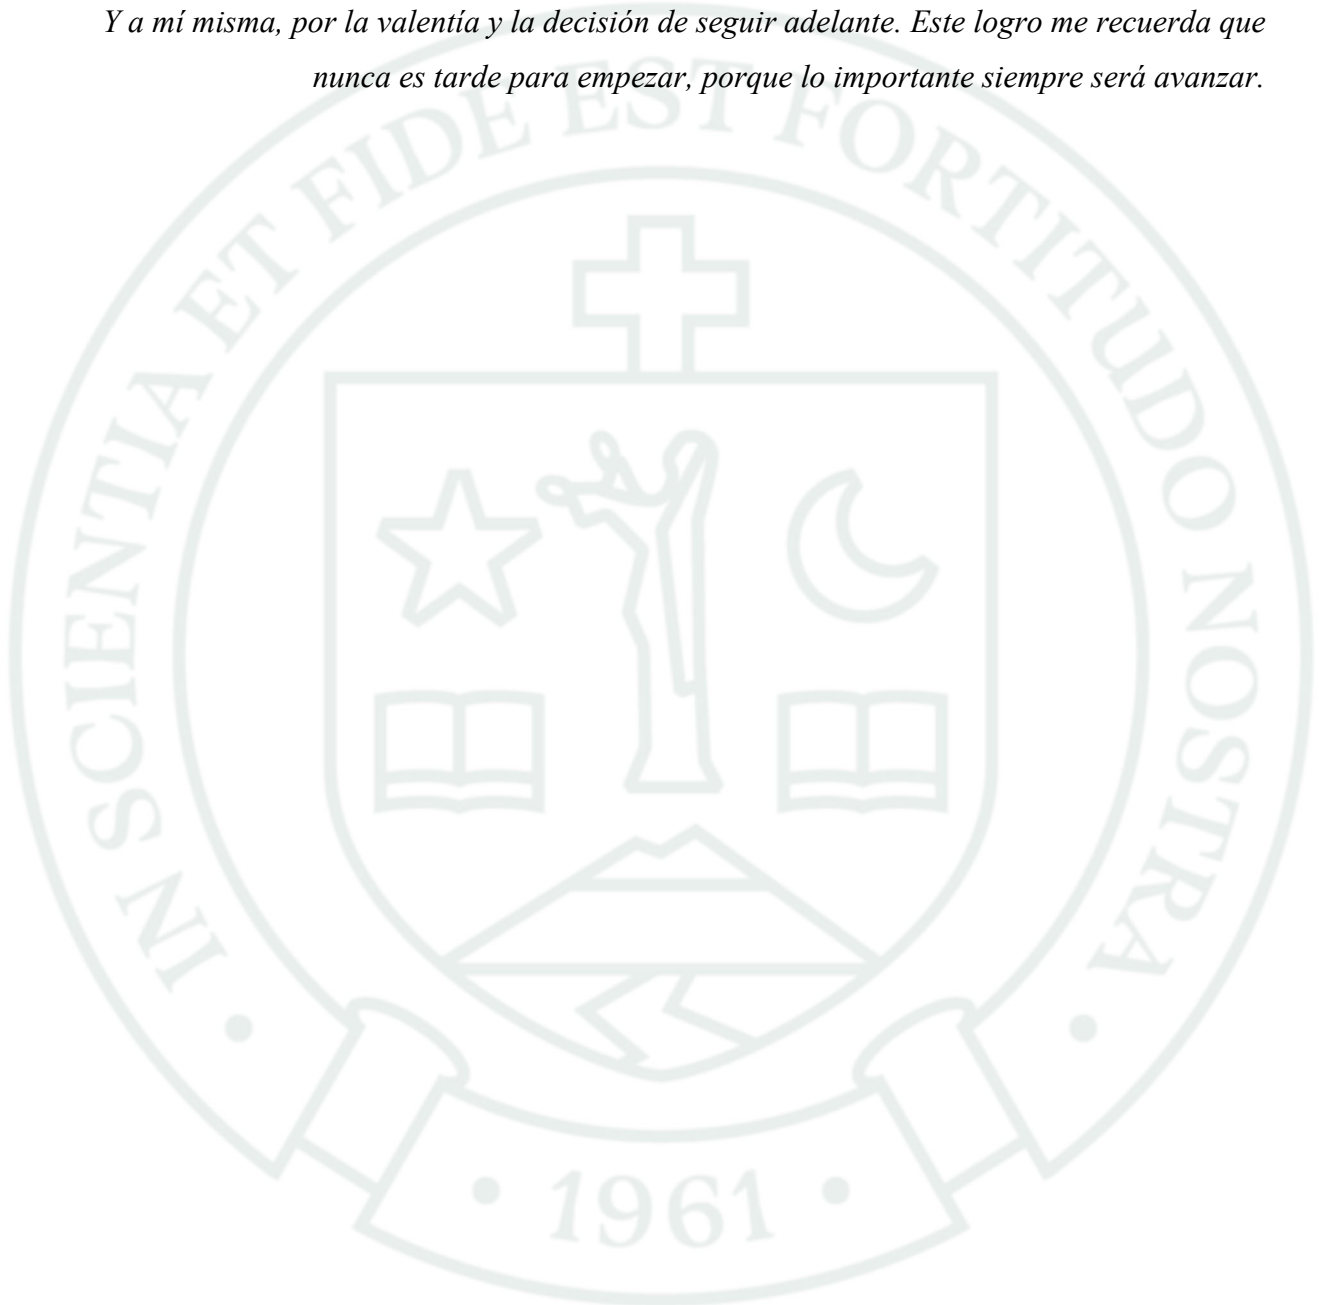 Y a mí misma, por la valentía y la decisión de seguir adelante. Este logro me recuerda que
nunca es tarde para empezar, porque lo importante siempre será avanzar.
IN SCIENTIA ET FIDE EST FORTITUDO NOSTRA
• 1961 •